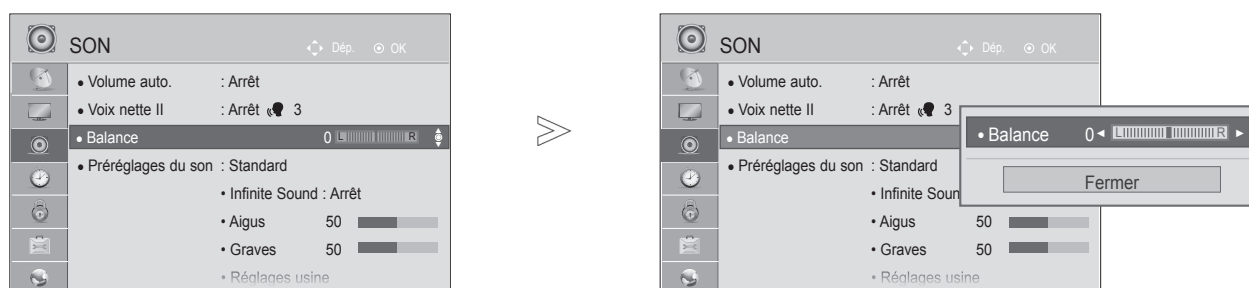 SON Dép. OK
• Volume auto. : Arrêt
• Voix nette II : Arrêt 3
• Balance 0 L R
• Préréglages du son : Standard
• Infinite Sound : Arrêt
• Aigus 50
• Graves 50
• Réglages usine
SON Dép. OK
• Volume auto. : Arrêt
• Voix nette II : Arrêt 3
• Balance
• Préréglages du son : Standard
• Infinite Soun
• Aigus 50
• Graves 50
• Réglages usine
• Balance 0 L R
Fermer